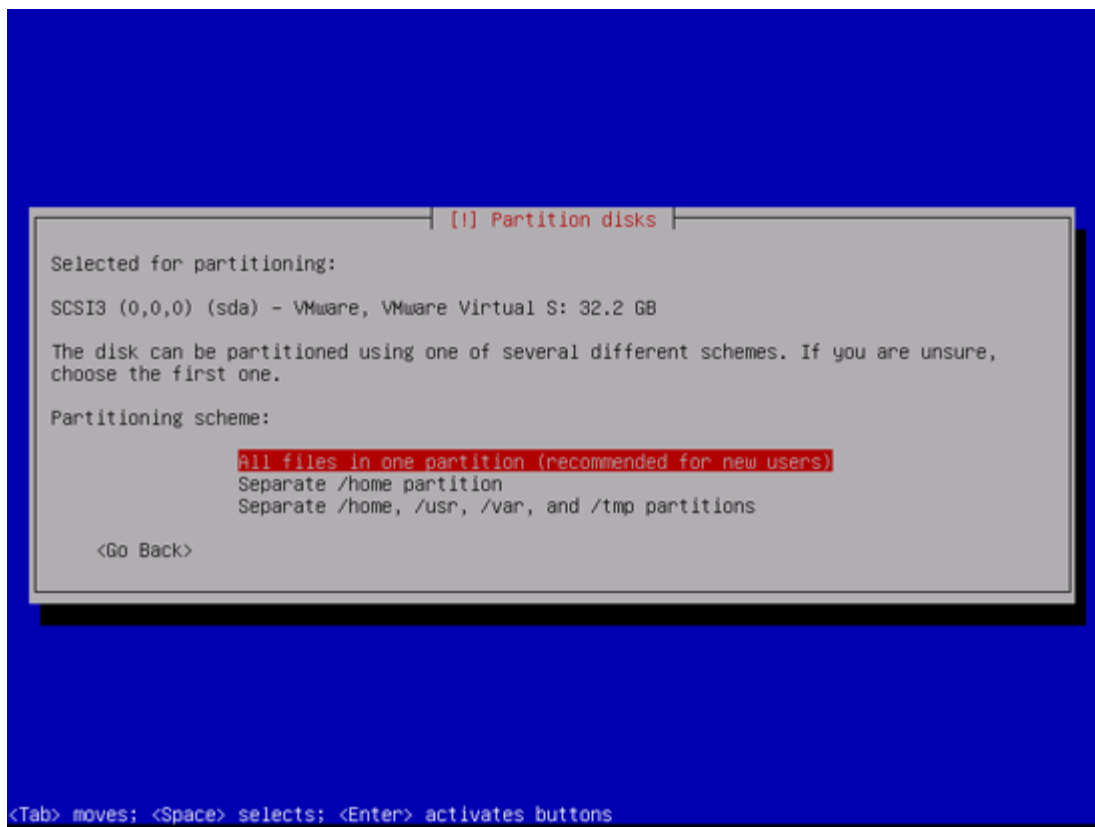 [!] Partition disks
Selected for partitioning:
SCSI3 (0,0,0) (sda) – VMware, VMware Virtual S: 32.2 GB
The disk can be partitioned using one of several different schemes. If you are unsure,
choose the first one.
Partitioning scheme:
All files in one partition (recommended for new users)
Separate /home partition
Separate /home, /usr, /var, and /tmp partitions
<Go Back>
<Tab> moves; <Space> selects; <Enter> activates buttons